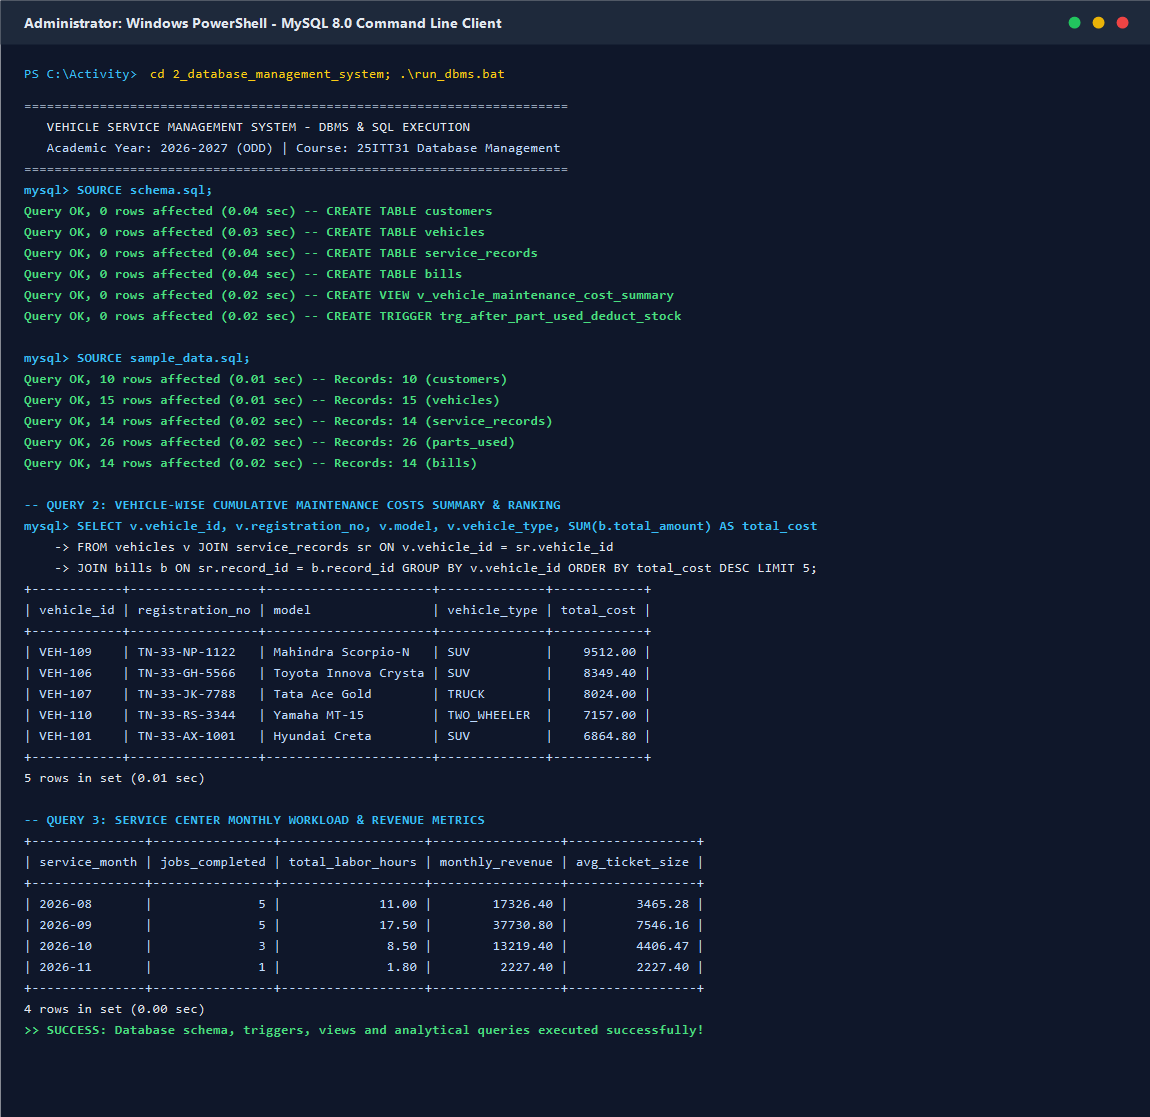 Administrator: Windows PowerShell - MySQL 8.0 Command Line Client
PS C:\Activity> cd 2_database_management_system; .\run_dbms.bat
========================================================================
   VEHICLE SERVICE MANAGEMENT SYSTEM - DBMS & SQL EXECUTION
   Academic Year: 2026-2027 (ODD) | Course: 25ITT31 Database Management
========================================================================
mysql> SOURCE schema.sql;
Query OK, 0 rows affected (0.04 sec) -- CREATE TABLE customers
Query OK, 0 rows affected (0.03 sec) -- CREATE TABLE vehicles
Query OK, 0 rows affected (0.04 sec) -- CREATE TABLE service_records
Query OK, 0 rows affected (0.04 sec) -- CREATE TABLE bills
Query OK, 0 rows affected (0.02 sec) -- CREATE VIEW v_vehicle_maintenance_cost_summary
Query OK, 0 rows affected (0.02 sec) -- CREATE TRIGGER trg_after_part_used_deduct_stock
mysql> SOURCE sample_data.sql;
Query OK, 10 rows affected (0.01 sec) -- Records: 10 (customers)
Query OK, 15 rows affected (0.01 sec) -- Records: 15 (vehicles)
Query OK, 14 rows affected (0.02 sec) -- Records: 14 (service_records)
Query OK, 26 rows affected (0.02 sec) -- Records: 26 (parts_used)
Query OK, 14 rows affected (0.02 sec) -- Records: 14 (bills)
-- QUERY 2: VEHICLE-WISE CUMULATIVE MAINTENANCE COSTS SUMMARY & RANKING
mysql> SELECT v.vehicle_id, v.registration_no, v.model, v.vehicle_type, SUM(b.total_amount) AS total_cost
    -> FROM vehicles v JOIN service_records sr ON v.vehicle_id = sr.vehicle_id
    -> JOIN bills b ON sr.record_id = b.record_id GROUP BY v.vehicle_id ORDER BY total_cost DESC LIMIT 5;
+------------+-----------------+----------------------+--------------+------------+
| vehicle_id | registration_no | model                | vehicle_type | total_cost |
+------------+-----------------+----------------------+--------------+------------+
| VEH-109    | TN-33-NP-1122   | Mahindra Scorpio-N   | SUV          |    9512.00 |
| VEH-106    | TN-33-GH-5566   | Toyota Innova Crysta | SUV          |    8349.40 |
| VEH-107    | TN-33-JK-7788   | Tata Ace Gold        | TRUCK        |    8024.00 |
| VEH-110    | TN-33-RS-3344   | Yamaha MT-15         | TWO_WHEELER  |    7157.00 |
| VEH-101    | TN-33-AX-1001   | Hyundai Creta        | SUV          |    6864.80 |
+------------+-----------------+----------------------+--------------+------------+
5 rows in set (0.01 sec)
-- QUERY 3: SERVICE CENTER MONTHLY WORKLOAD & REVENUE METRICS
+---------------+----------------+-------------------+-----------------+-----------------+
| service_month | jobs_completed | total_labor_hours | monthly_revenue | avg_ticket_size |
+---------------+----------------+-------------------+-----------------+-----------------+
| 2026-08       |              5 |             11.00 |        17326.40 |         3465.28 |
| 2026-09       |              5 |             17.50 |        37730.80 |         7546.16 |
| 2026-10       |              3 |              8.50 |        13219.40 |         4406.47 |
| 2026-11       |              1 |              1.80 |         2227.40 |         2227.40 |
+---------------+----------------+-------------------+-----------------+-----------------+
4 rows in set (0.00 sec)
>> SUCCESS: Database schema, triggers, views and analytical queries executed successfully!